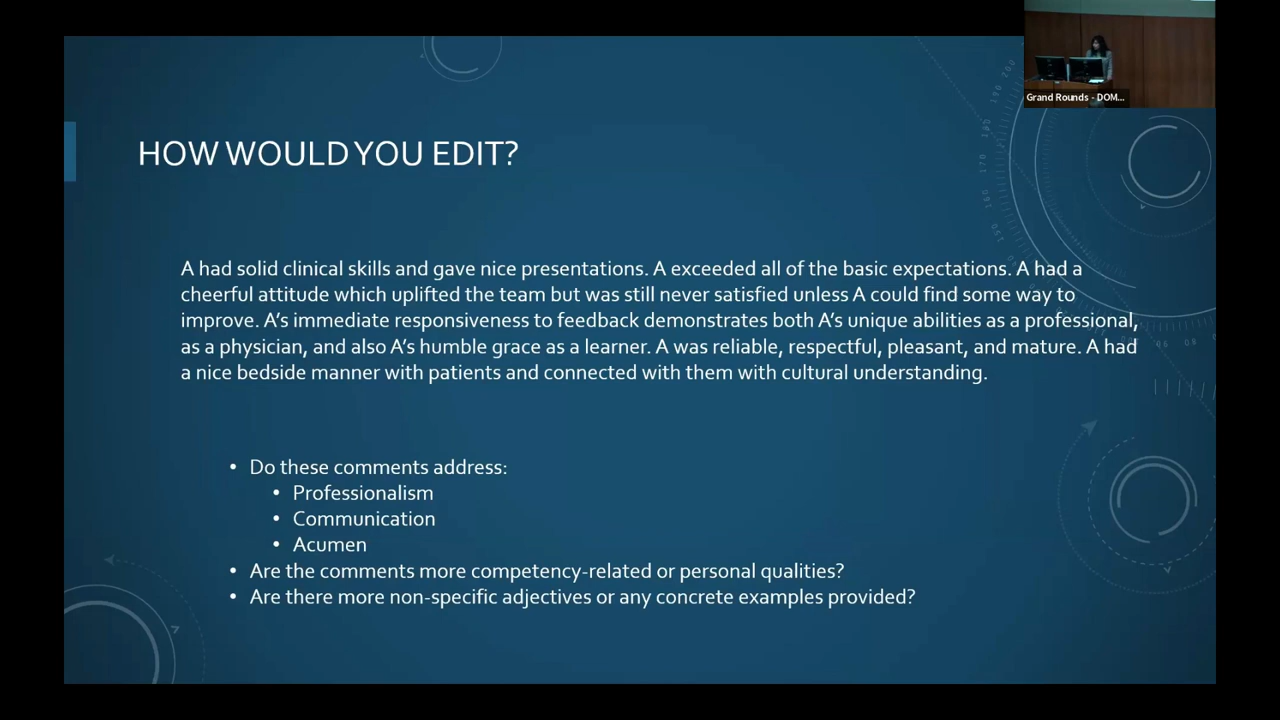 Grand Rounds - DOM...
HOW WOULD YOU EDIT?
A had solid clinical skills and gave nice presentations. A exceeded all of the basic expectations. A had a
cheerful attitude which uplifted the team but was still never satisfied unless A could find some way to
improve. A’s immediate responsiveness to feedback demonstrates both A’s unique abilities as a professional,
as a physician, and also A’s humble grace as a learner. A was reliable, respectful, pleasant, and mature. A had
a nice bedside manner with patients and connected with them with cultural understanding.
• Do these comments address:
• Professionalism
• Communication
• Acumen
• Are the comments more competency-related or personal qualities?
• Are there more non-specific adjectives or any concrete examples provided?